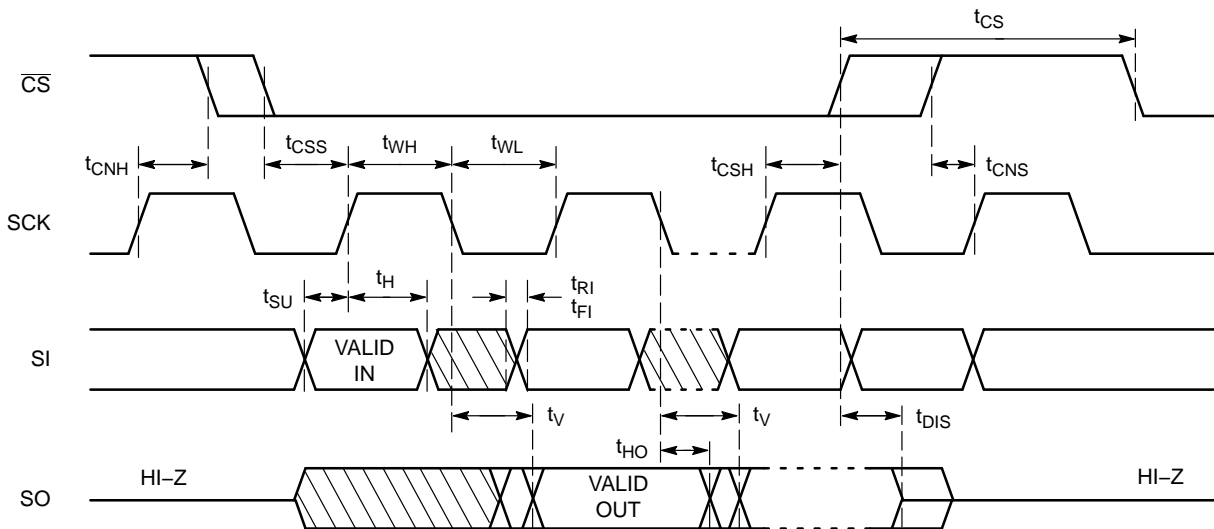 tCS
CS
tCNH
tCSS
tWH
tWL
tCSH
tCNS
SCK
tSU
tH
tRI
tFI
SI
VALID
IN
tV
tV
tDIS
tHO
SO
HI–Z
VALID
OUT
HI–Z